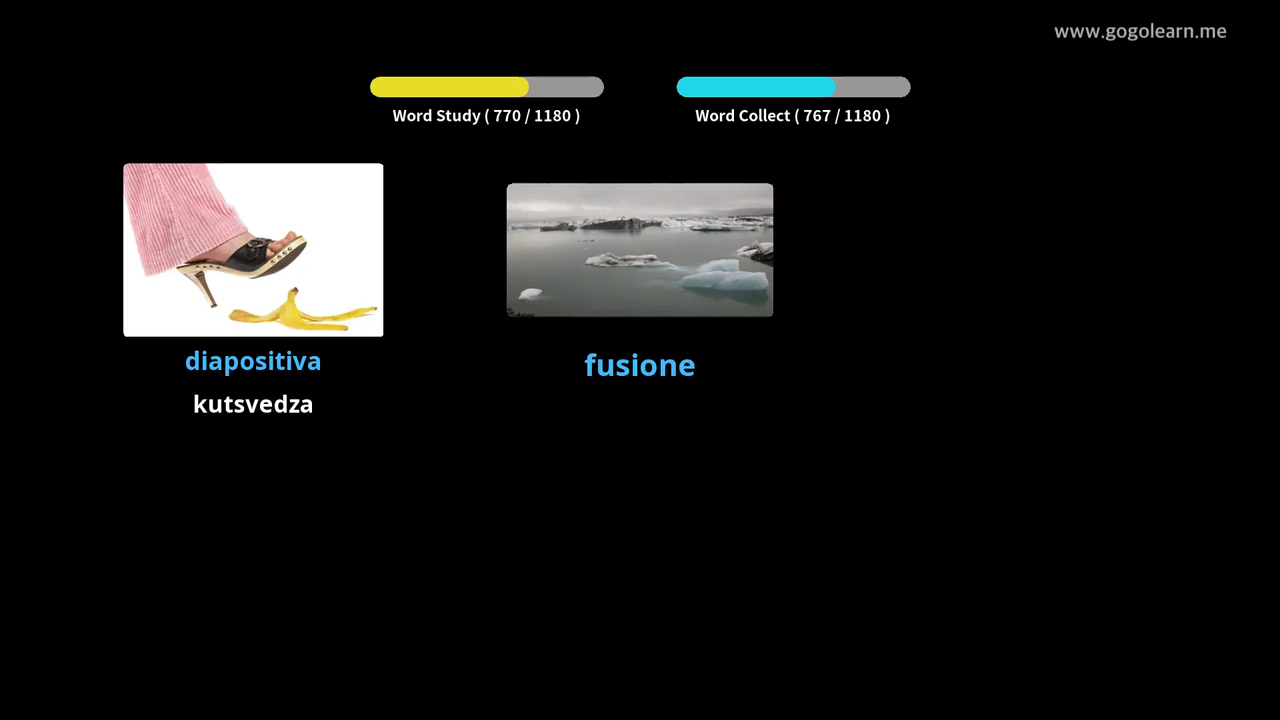 www.gogolearn.me
Word Study ( 770 / 1180 )
Word Collect ( 767 / 1180 )
diapositiva
kutsvedza
fusione